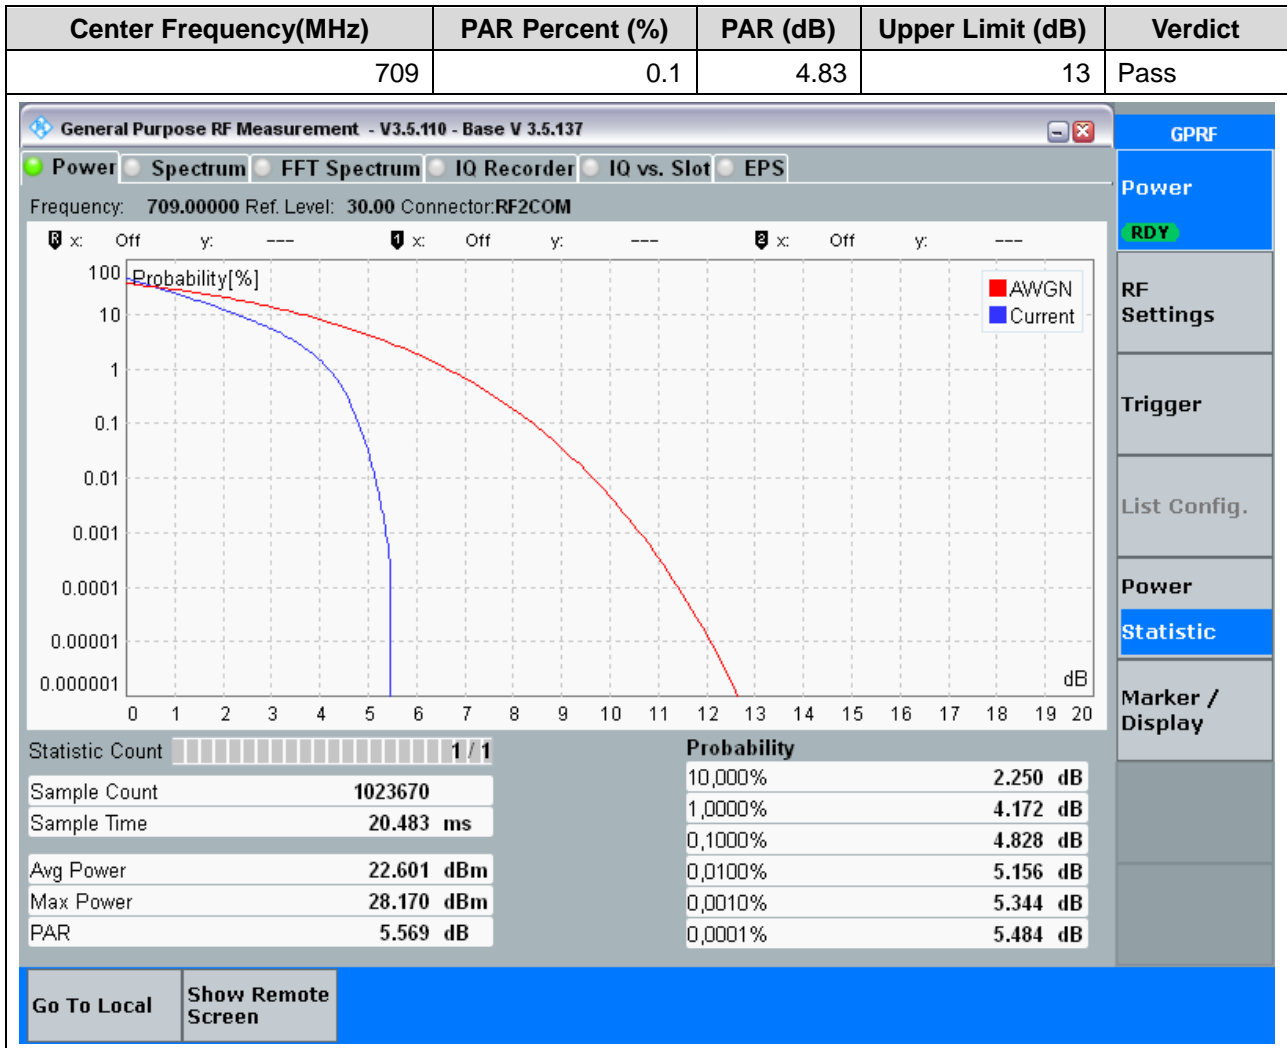 Center Frequency(MHz) PAR Percent (%) PAR (dB) Upper Limit (dB) Verdict
709 0.1 4.83 13 Pass
General Purpose RF Measurement - V3.5.110 - Base V 3.5.137
GPRF
Power Spectrum FFT Spectrum IQ Recorder IQ vs. Slot EPS
Power
RDY
Frequency: 709.00000 Ref. Level: 30.00 Connector:RF2COM
R x: Off y: --- 1 x: Off y: --- 2 x: Off y: ---
Probability[%]
100
10
1
0.1
0.01
0.001
0.0001
0.00001
0.000001
AWGN
Current
dB
0 1 2 3 4 5 6 7 8 9 10 11 12 13 14 15 16 17 18 19 20
RF
Settings
Trigger
List Config.
Power
Statistic
Marker /
Display
Statistic Count 1 / 1
Sample Count 1023670
Sample Time 20.483 ms
Avg Power 22.601 dBm
Max Power 28.170 dBm
PAR 5.569 dB
Probability
10,000% 2.250 dB
1,0000% 4.172 dB
0,1000% 4.828 dB
0,0100% 5.156 dB
0,0010% 5.344 dB
0,0001% 5.484 dB
Go To Local
Show Remote
Screen